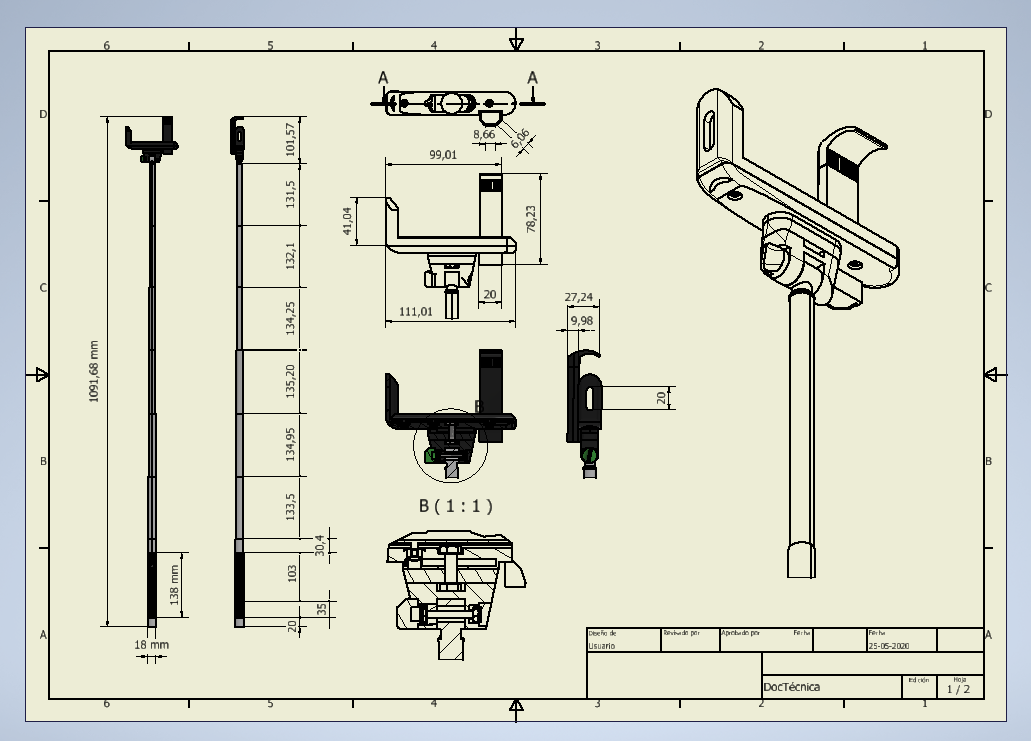 6 5 4 3 2 1
D
D
A A
8,66
6,06
99,01
101,57
131,5
41,04
78,23
132,1
C
C
20
27,24
111,01
134,25
9,98
1091,68 mm
135,20
20
134,95
B
B
B ( 1 : 1 )
133,5
30,4
103
138 mm
35
20
A
A
18 mm
Diseño de Revisado por Aprobado por Fecha Fecha
Usuario 25-05-2020
DocTécnica
Edición Hoja
1 / 2
6 5 4 3 2 1